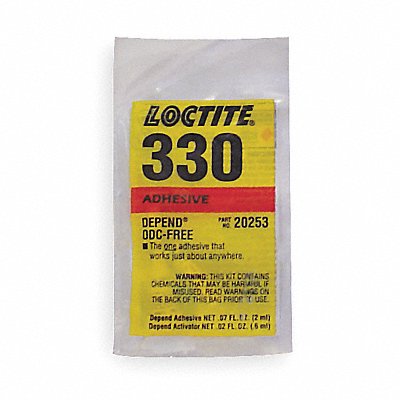 LOCTITE®
330
ADHESIVE
DEPEND® PART NO. 20253
ODC-FREE
■ The one adhesive that
works just about anywhere.
WARNING: THIS KIT CONTAINS
CHEMICALS THAT MAY BE HARMFUL IF
MISUSED. READ WARNINGS ON
THE BACK OF THIS BAG PRIOR TO USE.
Depend Adhesive NET .07 FL. OZ. (2 ml)
Depend Activator NET .02 FL. OZ. (.6 ml)